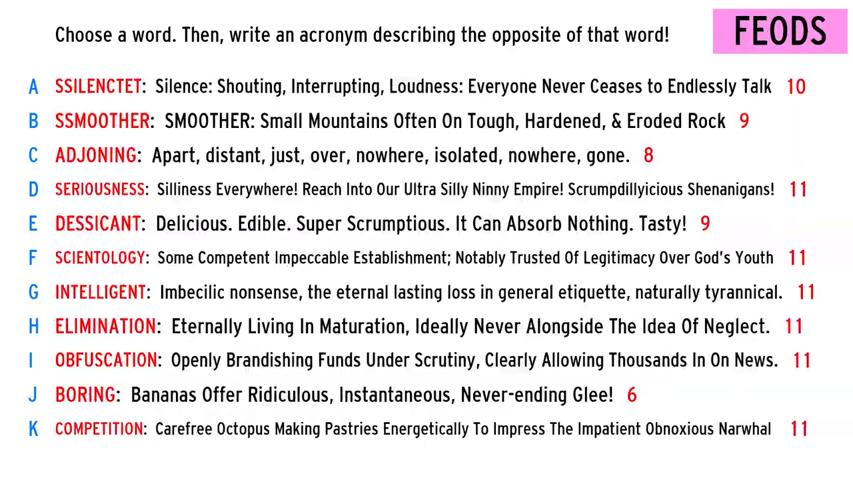 Choose a word. Then, write an acronym describing the opposite of that word!
FEODS
A SSILENCTET: Silence: Shouting, Interrupting, Loudness: Everyone Never Ceases to Endlessly Talk 10
B SSMOOTHER: SMOOTHER: Small Mountains Often On Tough, Hardened, & Eroded Rock 9
C ADJONING: Apart, distant, just, over, nowhere, isolated, nowhere, gone. 8
D SERIOUSNESS: Silliness Everywhere! Reach Into Our Ultra Silly Ninny Empire! Scrumpdillyicious Shenanigans! 11
E DESSICANT: Delicious. Edible. Super Scrumptious. It Can Absorb Nothing. Tasty! 9
F SCIENTOLOGY: Some Competent Impeccable Establishment; Notably Trusted Of Legitimacy Over God's Youth 11
G INTELLIGENT: Imbecilic nonsense, the eternal lasting loss in general etiquette, naturally tyrannical. 11
H ELIMINATION: Eternally Living In Maturation, Ideally Never Alongside The Idea Of Neglect. 11
I OBFUSCATION: Openly Brandishing Funds Under Scrutiny, Clearly Allowing Thousands In On News. 11
J BORING: Bananas Offer Ridiculous, Instantaneous, Never-ending Glee! 6
K COMPETITION: Carefree Octopus Making Pastries Energetically To Impress The Impatient Obnoxious Narwhal 11